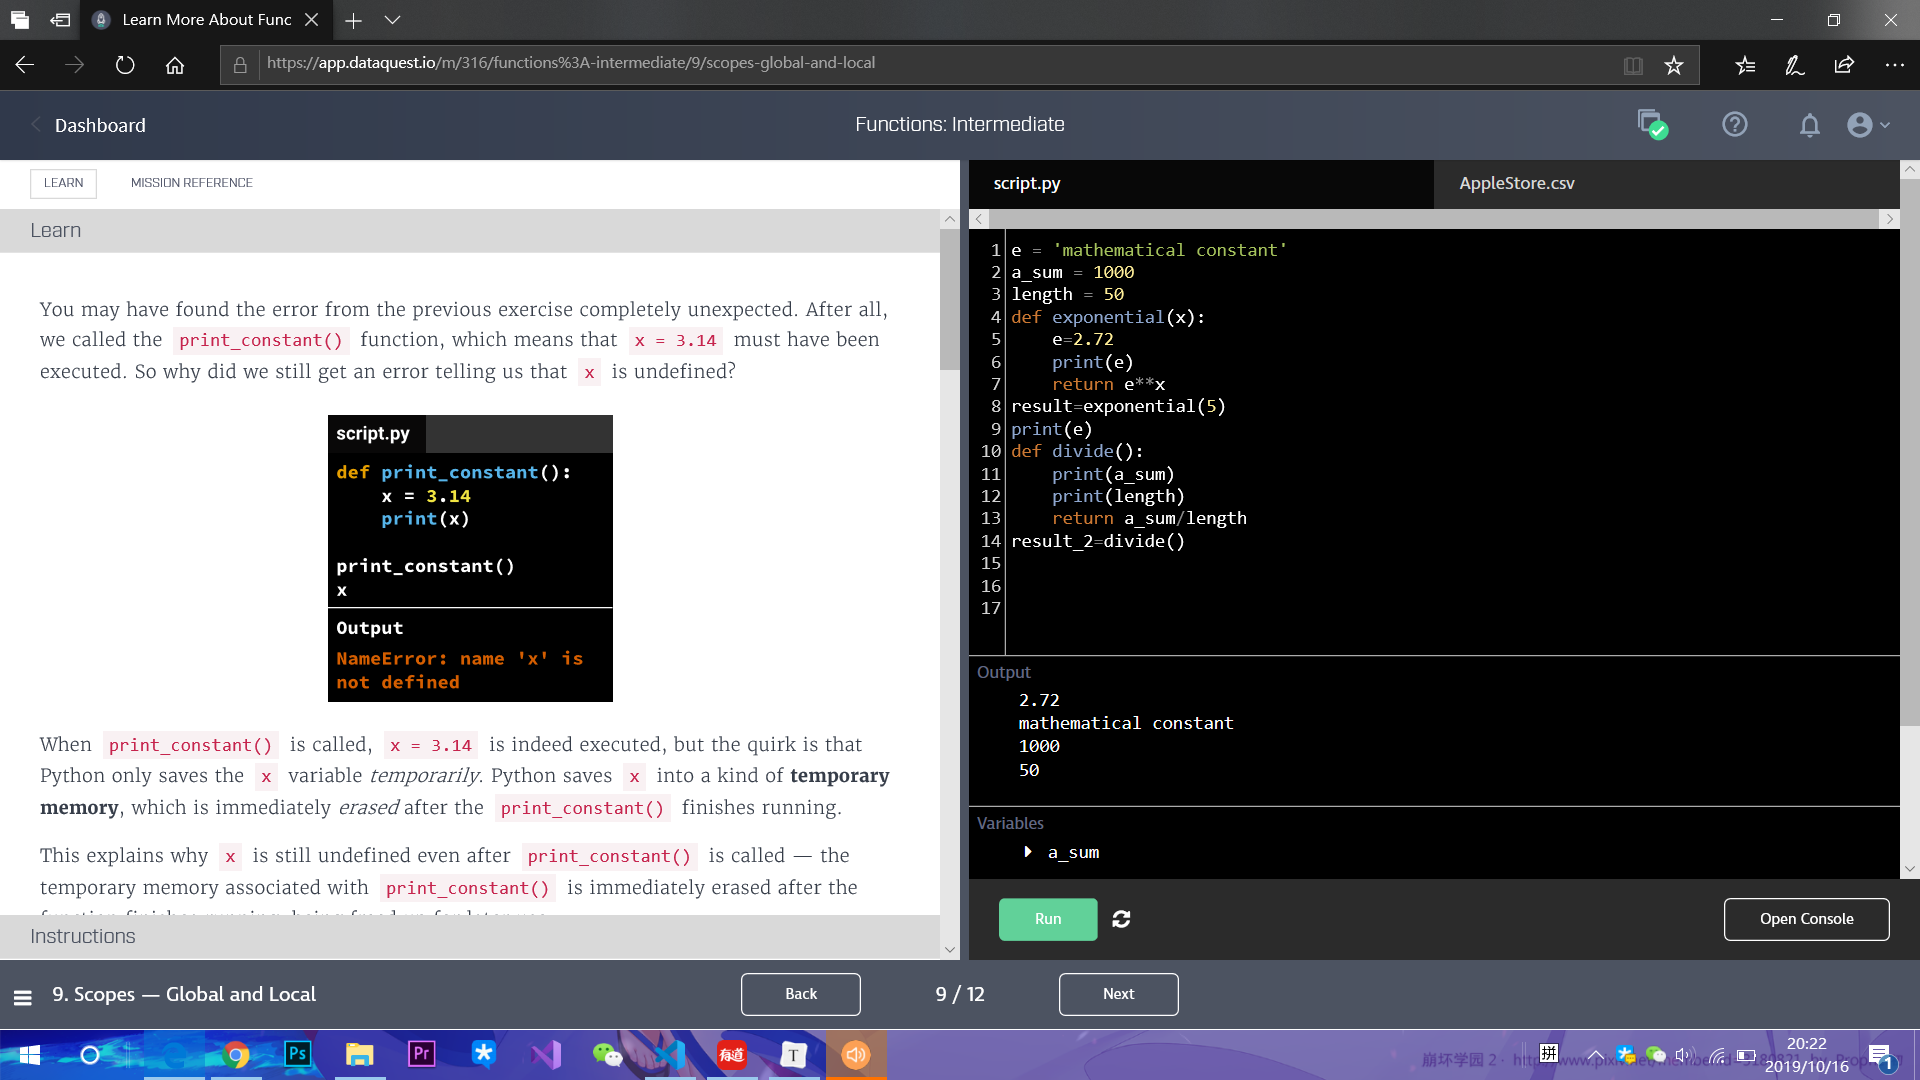 Learn More About Func
https://app.dataquest.io/m/316/functions%3A-intermediate/9/scopes-global-and-local
Dashboard
Functions: Intermediate
LEARN
MISSION REFERENCE
Learn
You may have found the error from the previous exercise completely unexpected. After all,
we called the print_constant() function, which means that x = 3.14 must have been
executed. So why did we still get an error telling us that x is undefined?
script.py
def print_constant():
    x = 3.14
    print(x)
print_constant()
x
Output
NameError: name 'x' is
not defined
When print_constant() is called, x = 3.14 is indeed executed, but the quirk is that
Python only saves the x variable temporarily. Python saves x into a kind of temporary
memory, which is immediately erased after the print_constant() finishes running.
This explains why x is still undefined even after print_constant() is called — the
temporary memory associated with print_constant() is immediately erased after the
Instructions
script.py
AppleStore.csv
1 e = 'mathematical constant'
2 a_sum = 1000
3 length = 50
4 def exponential(x):
5     e=2.72
6     print(e)
7     return e**x
8 result=exponential(5)
9 print(e)
10 def divide():
11     print(a_sum)
12     print(length)
13     return a_sum/length
14 result_2=divide()
15
16
17
Output
2.72
mathematical constant
1000
50
Variables
a_sum
Run
Open Console
9. Scopes — Global and Local
Back
9 / 12
Next
Ps
Pr
有道
T
拼
崩坏学园 2
20:22
2019/10/16
1